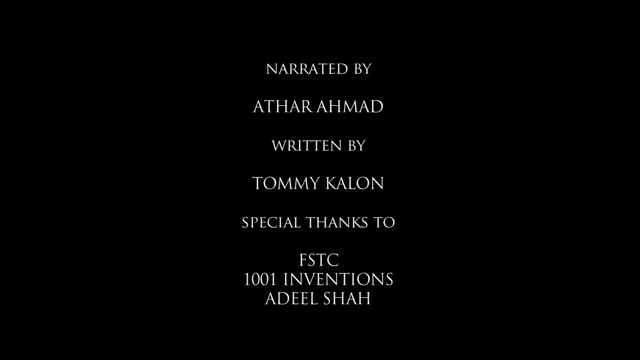 NARRATED BY
ATHAR AHMAD
WRITTEN BY
TOMMY KALON
SPECIAL THANKS TO
FSTC
1001 INVENTIONS
ADEEL SHAH